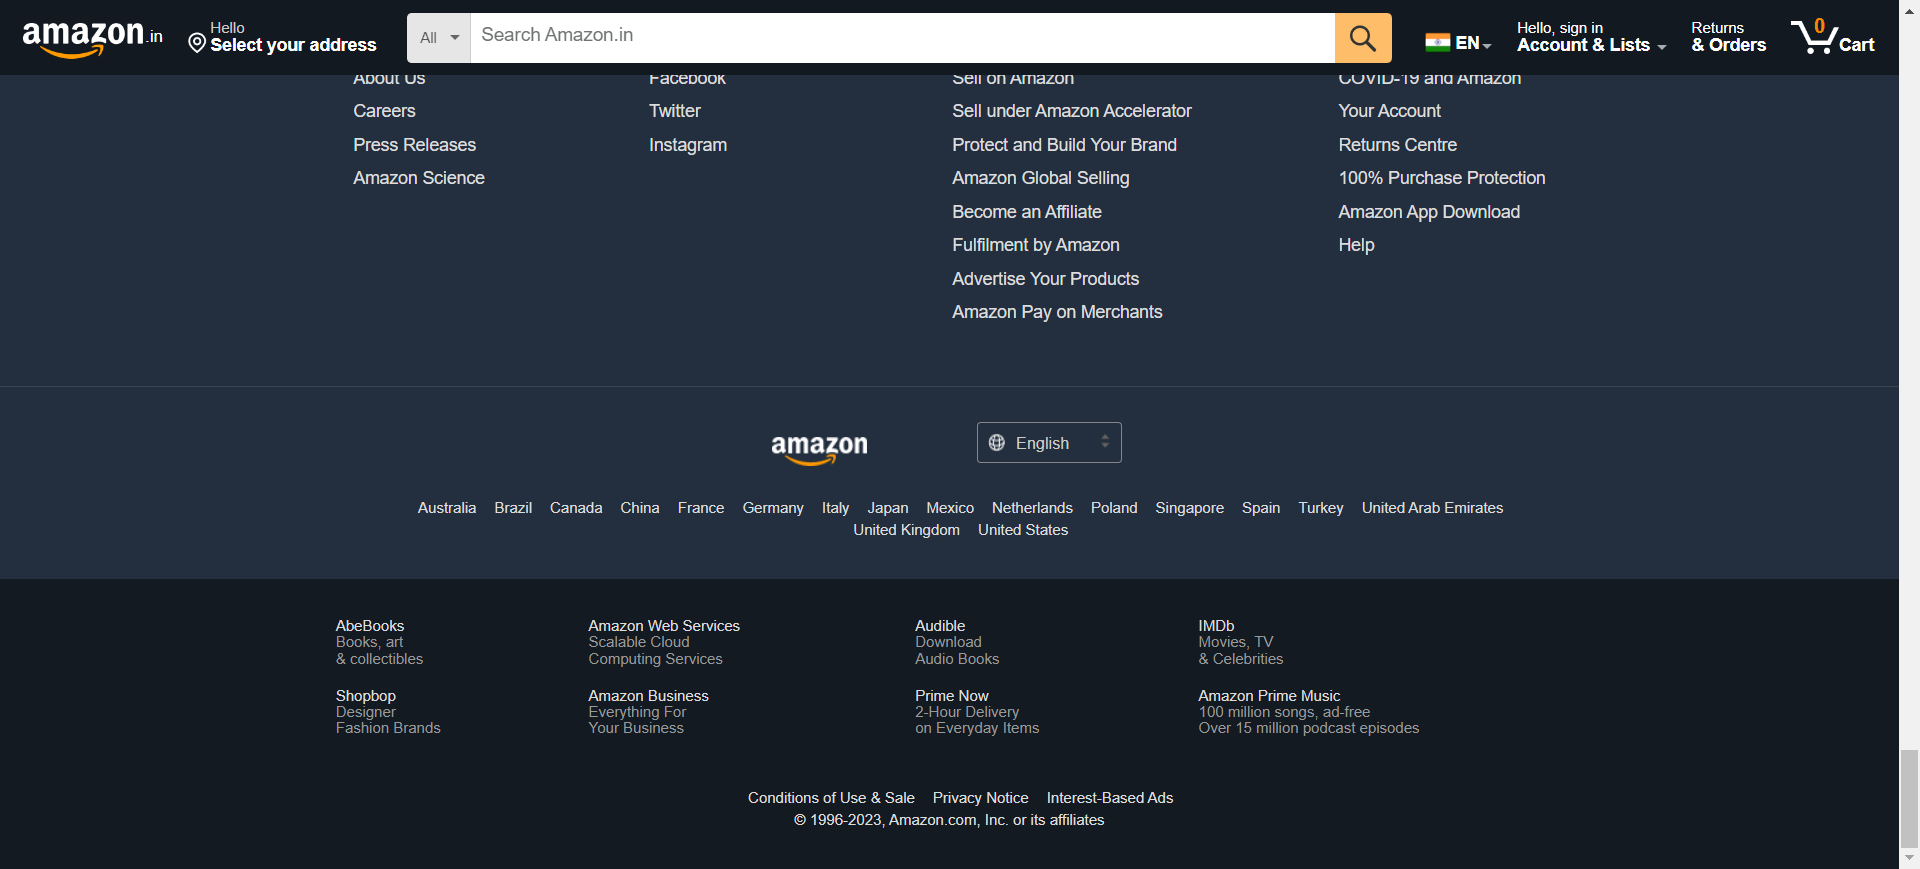 amazon.in
Hello
Select your address
All
Search Amazon.in
EN
Hello, sign in
Account & Lists
Returns
& Orders
0
Cart
About Us
Careers
Press Releases
Amazon Science
Facebook
Twitter
Instagram
Sell on Amazon
Sell under Amazon Accelerator
Protect and Build Your Brand
Amazon Global Selling
Become an Affiliate
Fulfilment by Amazon
Advertise Your Products
Amazon Pay on Merchants
COVID-19 and Amazon
Your Account
Returns Centre
100% Purchase Protection
Amazon App Download
Help
amazon
English
Australia Brazil Canada China France Germany Italy Japan Mexico Netherlands Poland Singapore Spain Turkey United Arab Emirates
United Kingdom United States
AbeBooks
Books, art
& collectibles
Amazon Web Services
Scalable Cloud
Computing Services
Audible
Download
Audio Books
IMDb
Movies, TV
& Celebrities
Shopbop
Designer
Fashion Brands
Amazon Business
Everything For
Your Business
Prime Now
2-Hour Delivery
on Everyday Items
Amazon Prime Music
100 million songs, ad-free
Over 15 million podcast episodes
Conditions of Use & Sale Privacy Notice Interest-Based Ads
© 1996-2023, Amazon.com, Inc. or its affiliates